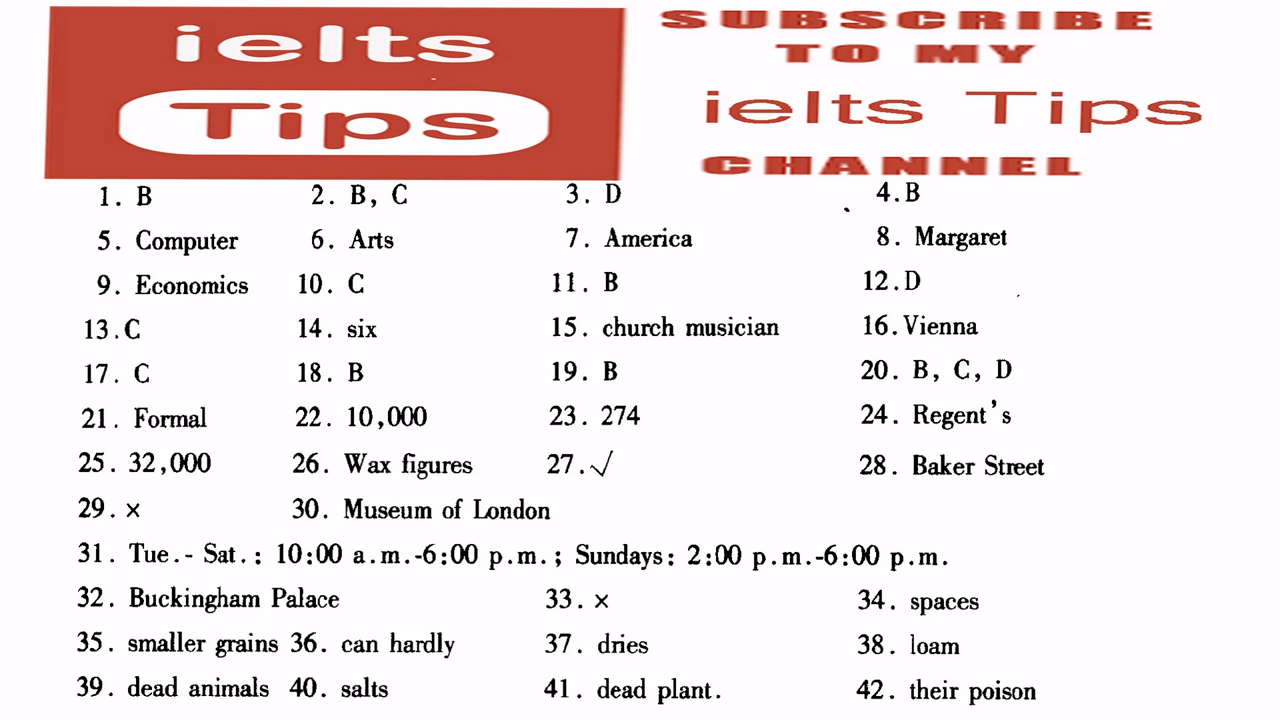 ielts
Tips
SUBSCRIBE
TO MY
ielts Tips
CHANNEL
1. B 2. B, C 3. D 4. B
5. Computer 6. Arts 7. America 8. Margaret
9. Economics 10. C 11. B 12. D
13. C 14. six 15. church musician 16. Vienna
17. C 18. B 19. B 20. B, C, D
21. Formal 22. 10,000 23. 274 24. Regent's
25. 32,000 26. Wax figures 27. √ 28. Baker Street
29. × 30. Museum of London
31. Tue.- Sat.: 10:00 a.m.-6:00 p.m.; Sundays: 2:00 p.m.-6:00 p.m.
32. Buckingham Palace 33. × 34. spaces
35. smaller grains 36. can hardly 37. dries 38. loam
39. dead animals 40. salts 41. dead plant. 42. their poison